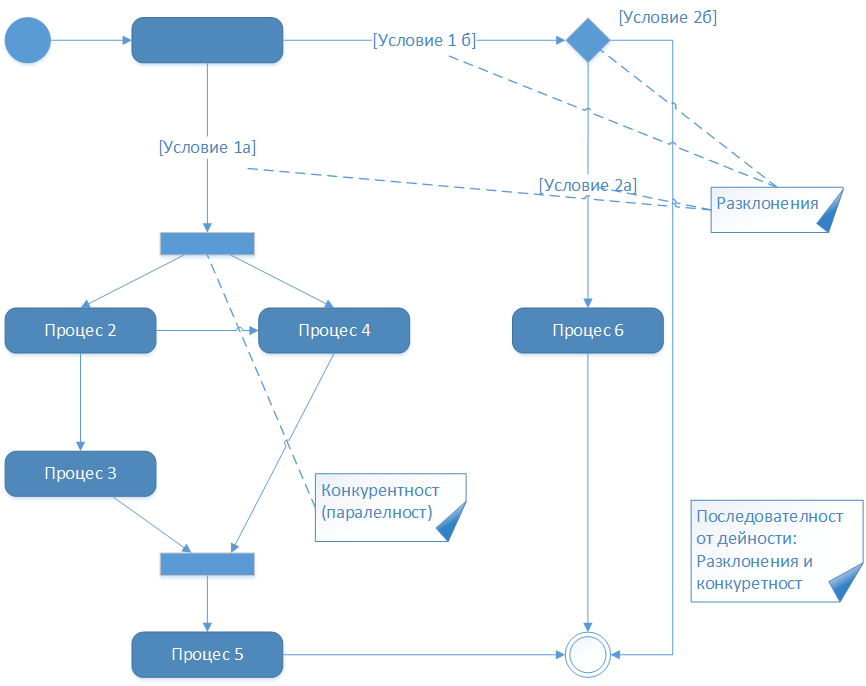 [Условие 2б]
[Условие 1 б]
[Условие 1а]
[Условие 2а]
Разклонения
Процес 2
Процес 4
Процес 6
Процес 3
Конкурентност
(паралелност)
Последователност
от дейности:
Разклонения и
конкуретност
Процес 5